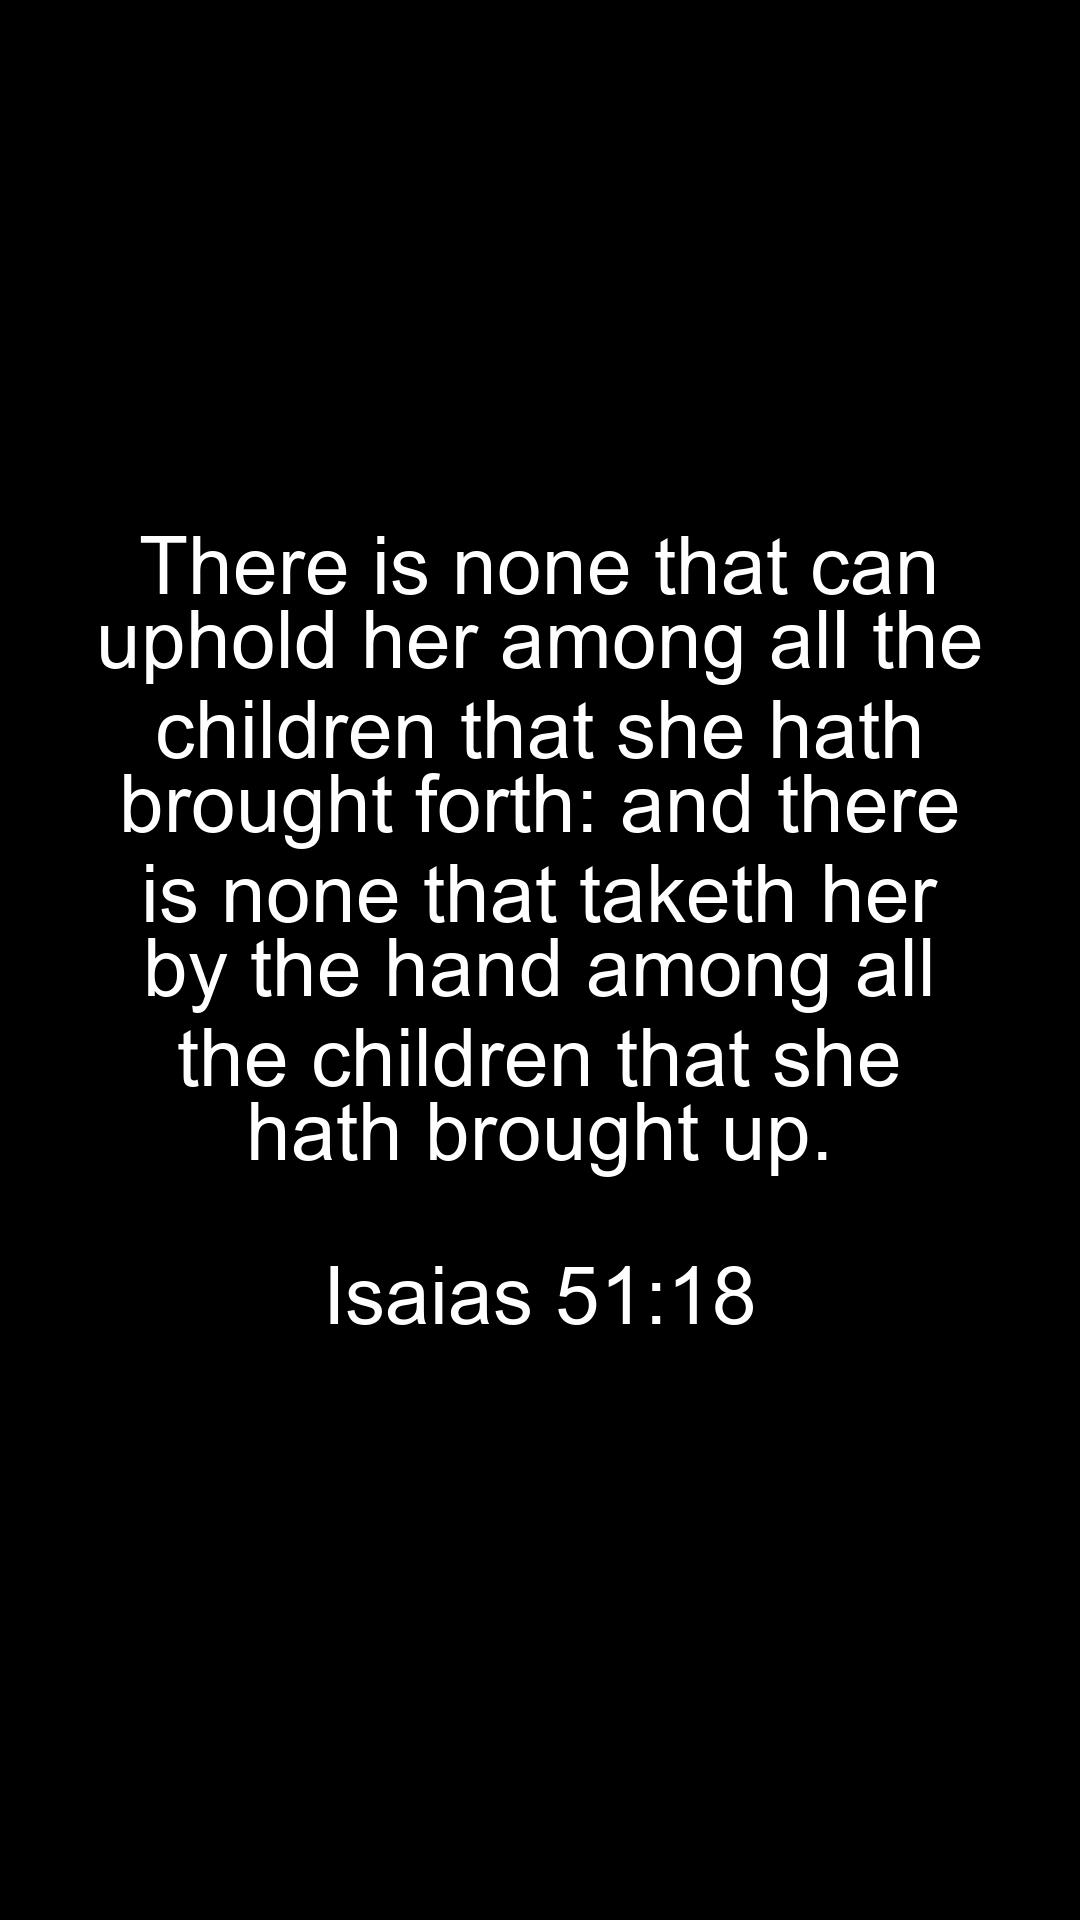 There is none that can
uphold her among all the
children that she hath
brought forth: and there
is none that taketh her
by the hand among all
the children that she
hath brought up.
Isaias 51:18